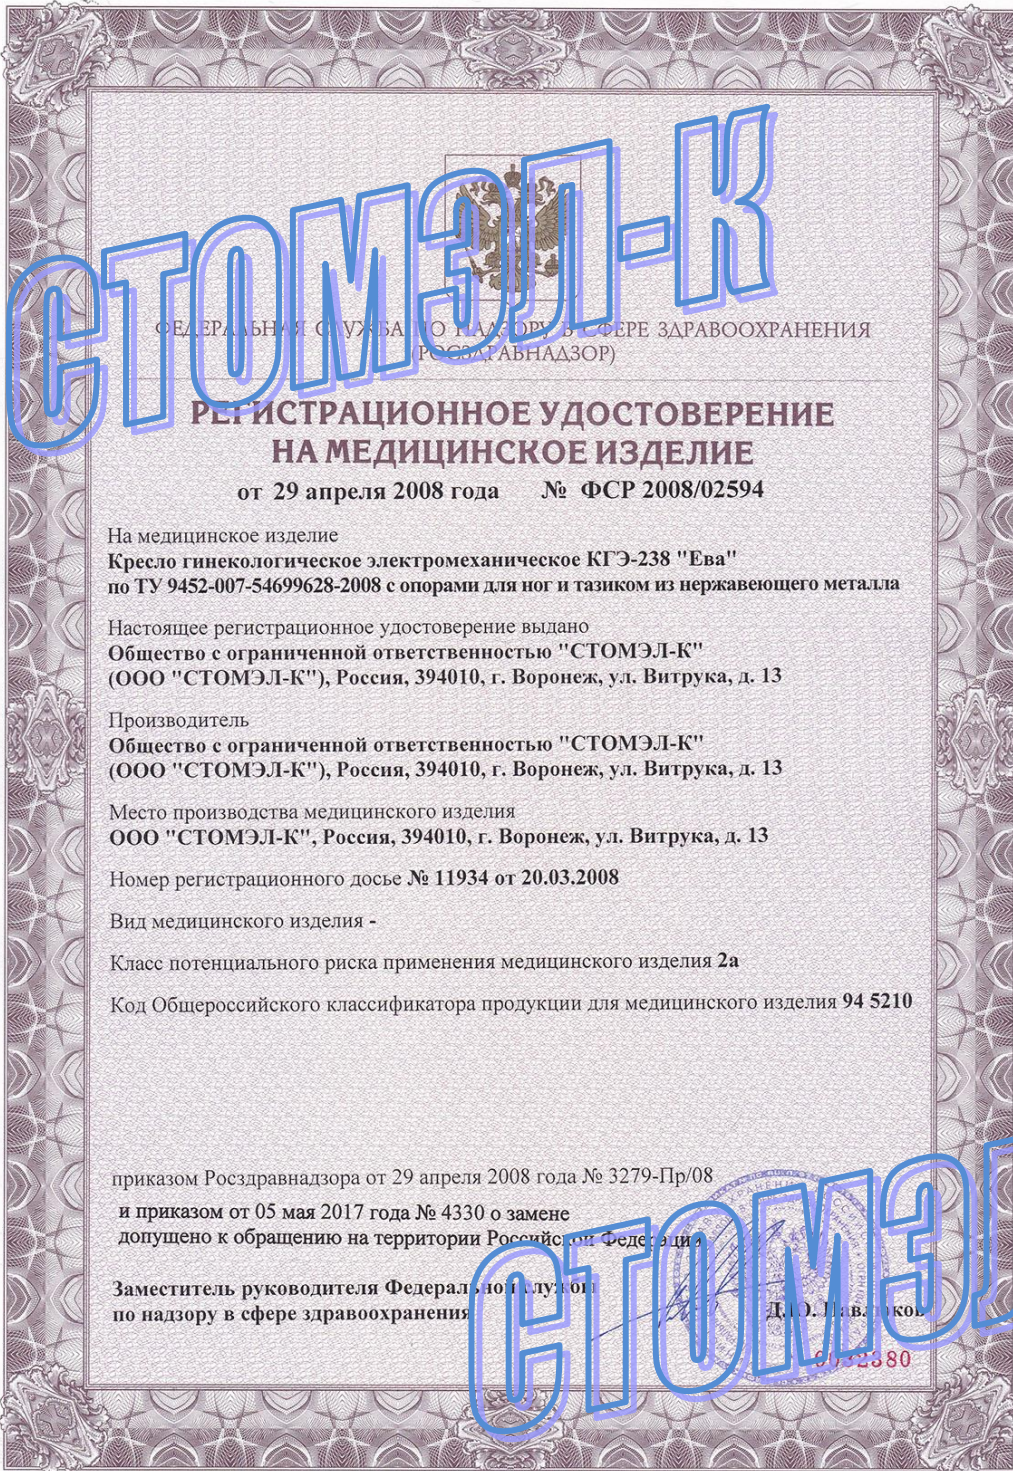 СТОМЭЛ-К
ФЕДЕРАЛЬНАЯ СЛУЖБА ПО НАДЗОРУ В СФЕРЕ ЗДРАВООХРАНЕНИЯ
(РОСЗДРАВНАДЗОР)
РЕГИСТРАЦИОННОЕ УДОСТОВЕРЕНИЕ
НА МЕДИЦИНСКОЕ ИЗДЕЛИЕ
от 29 апреля 2008 года № ФСР 2008/02594
На медицинское изделие
Кресло гинекологическое электромеханическое КГЭ-238 "Ева"
по ТУ 9452-007-54699628-2008 с опорами для ног и тазиком из нержавеющего металла
Настоящее регистрационное удостоверение выдано
Общество с ограниченной ответственностью "СТОМЭЛ-К"
(ООО "СТОМЭЛ-К"), Россия, 394010, г. Воронеж, ул. Витрука, д. 13
Производитель
Общество с ограниченной ответственностью "СТОМЭЛ-К"
(ООО "СТОМЭЛ-К"), Россия, 394010, г. Воронеж, ул. Витрука, д. 13
Место производства медицинского изделия
ООО "СТОМЭЛ-К", Россия, 394010, г. Воронеж, ул. Витрука, д. 13
Номер регистрационного досье № 11934 от 20.03.2008
Вид медицинского изделия -
Класс потенциального риска применения медицинского изделия 2а
Код Общероссийского классификатора продукции для медицинского изделия 94 5210
приказом Росздравнадзора от 29 апреля 2008 года № 3279-Пр/08
и приказом от 05 мая 2017 года № 4330 о замене
допущено к обращению на территории Российской Федерации
Заместитель руководителя Федеральной службы
по надзору в сфере здравоохранения
Д.Ю. Павлюков
СТОМЭЛ